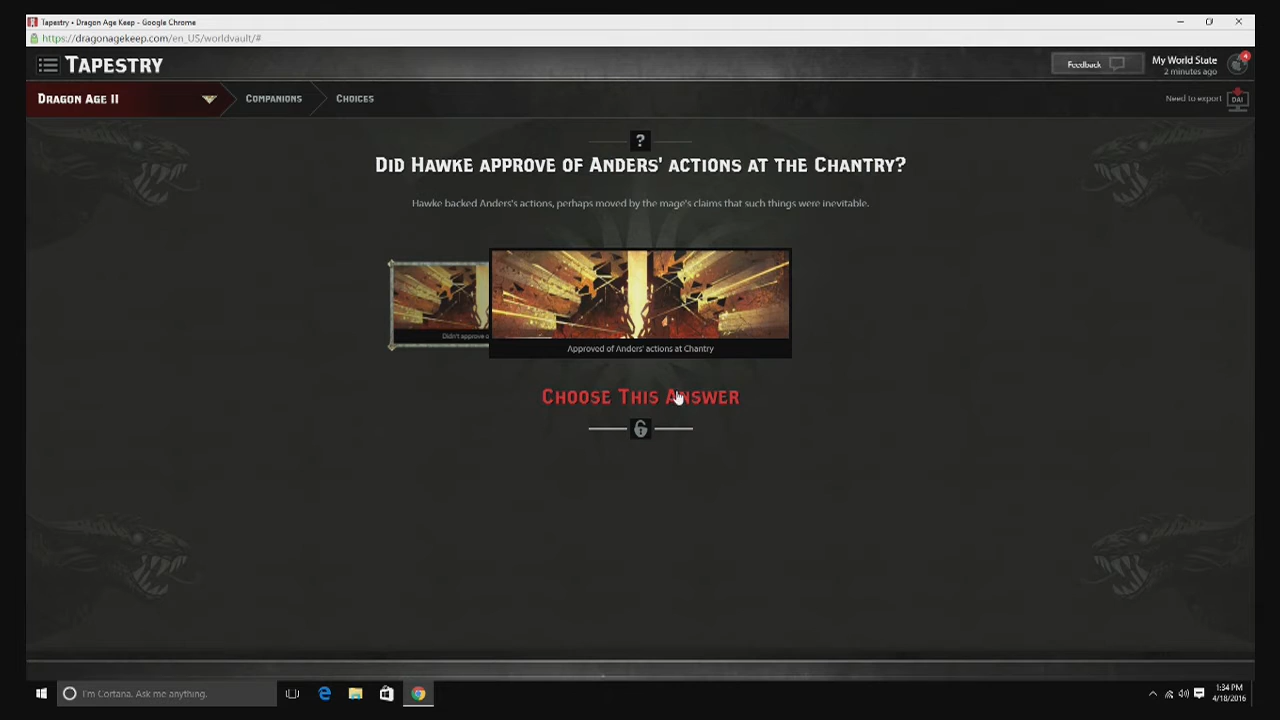 Tapestry • Dragon Age Keep - Google Chrome
https://dragonagekeep.com/en_US/worldvault/#
TAPESTRY
Feedback
My World State
4
2 minutes ago
DRAGON AGE II
COMPANIONS
CHOICES
Need to export
DAI
?
DID HAWKE APPROVE OF ANDERS' ACTIONS AT THE CHANTRY?
Hawke backed Anders's actions, perhaps moved by the mage's claims that such things were inevitable.
Didn't approve o
Approved of Anders' actions at Chantry
CHOOSE THIS ANSWER
I'm Cortana. Ask me anything.
1:34 PM
4/18/2016